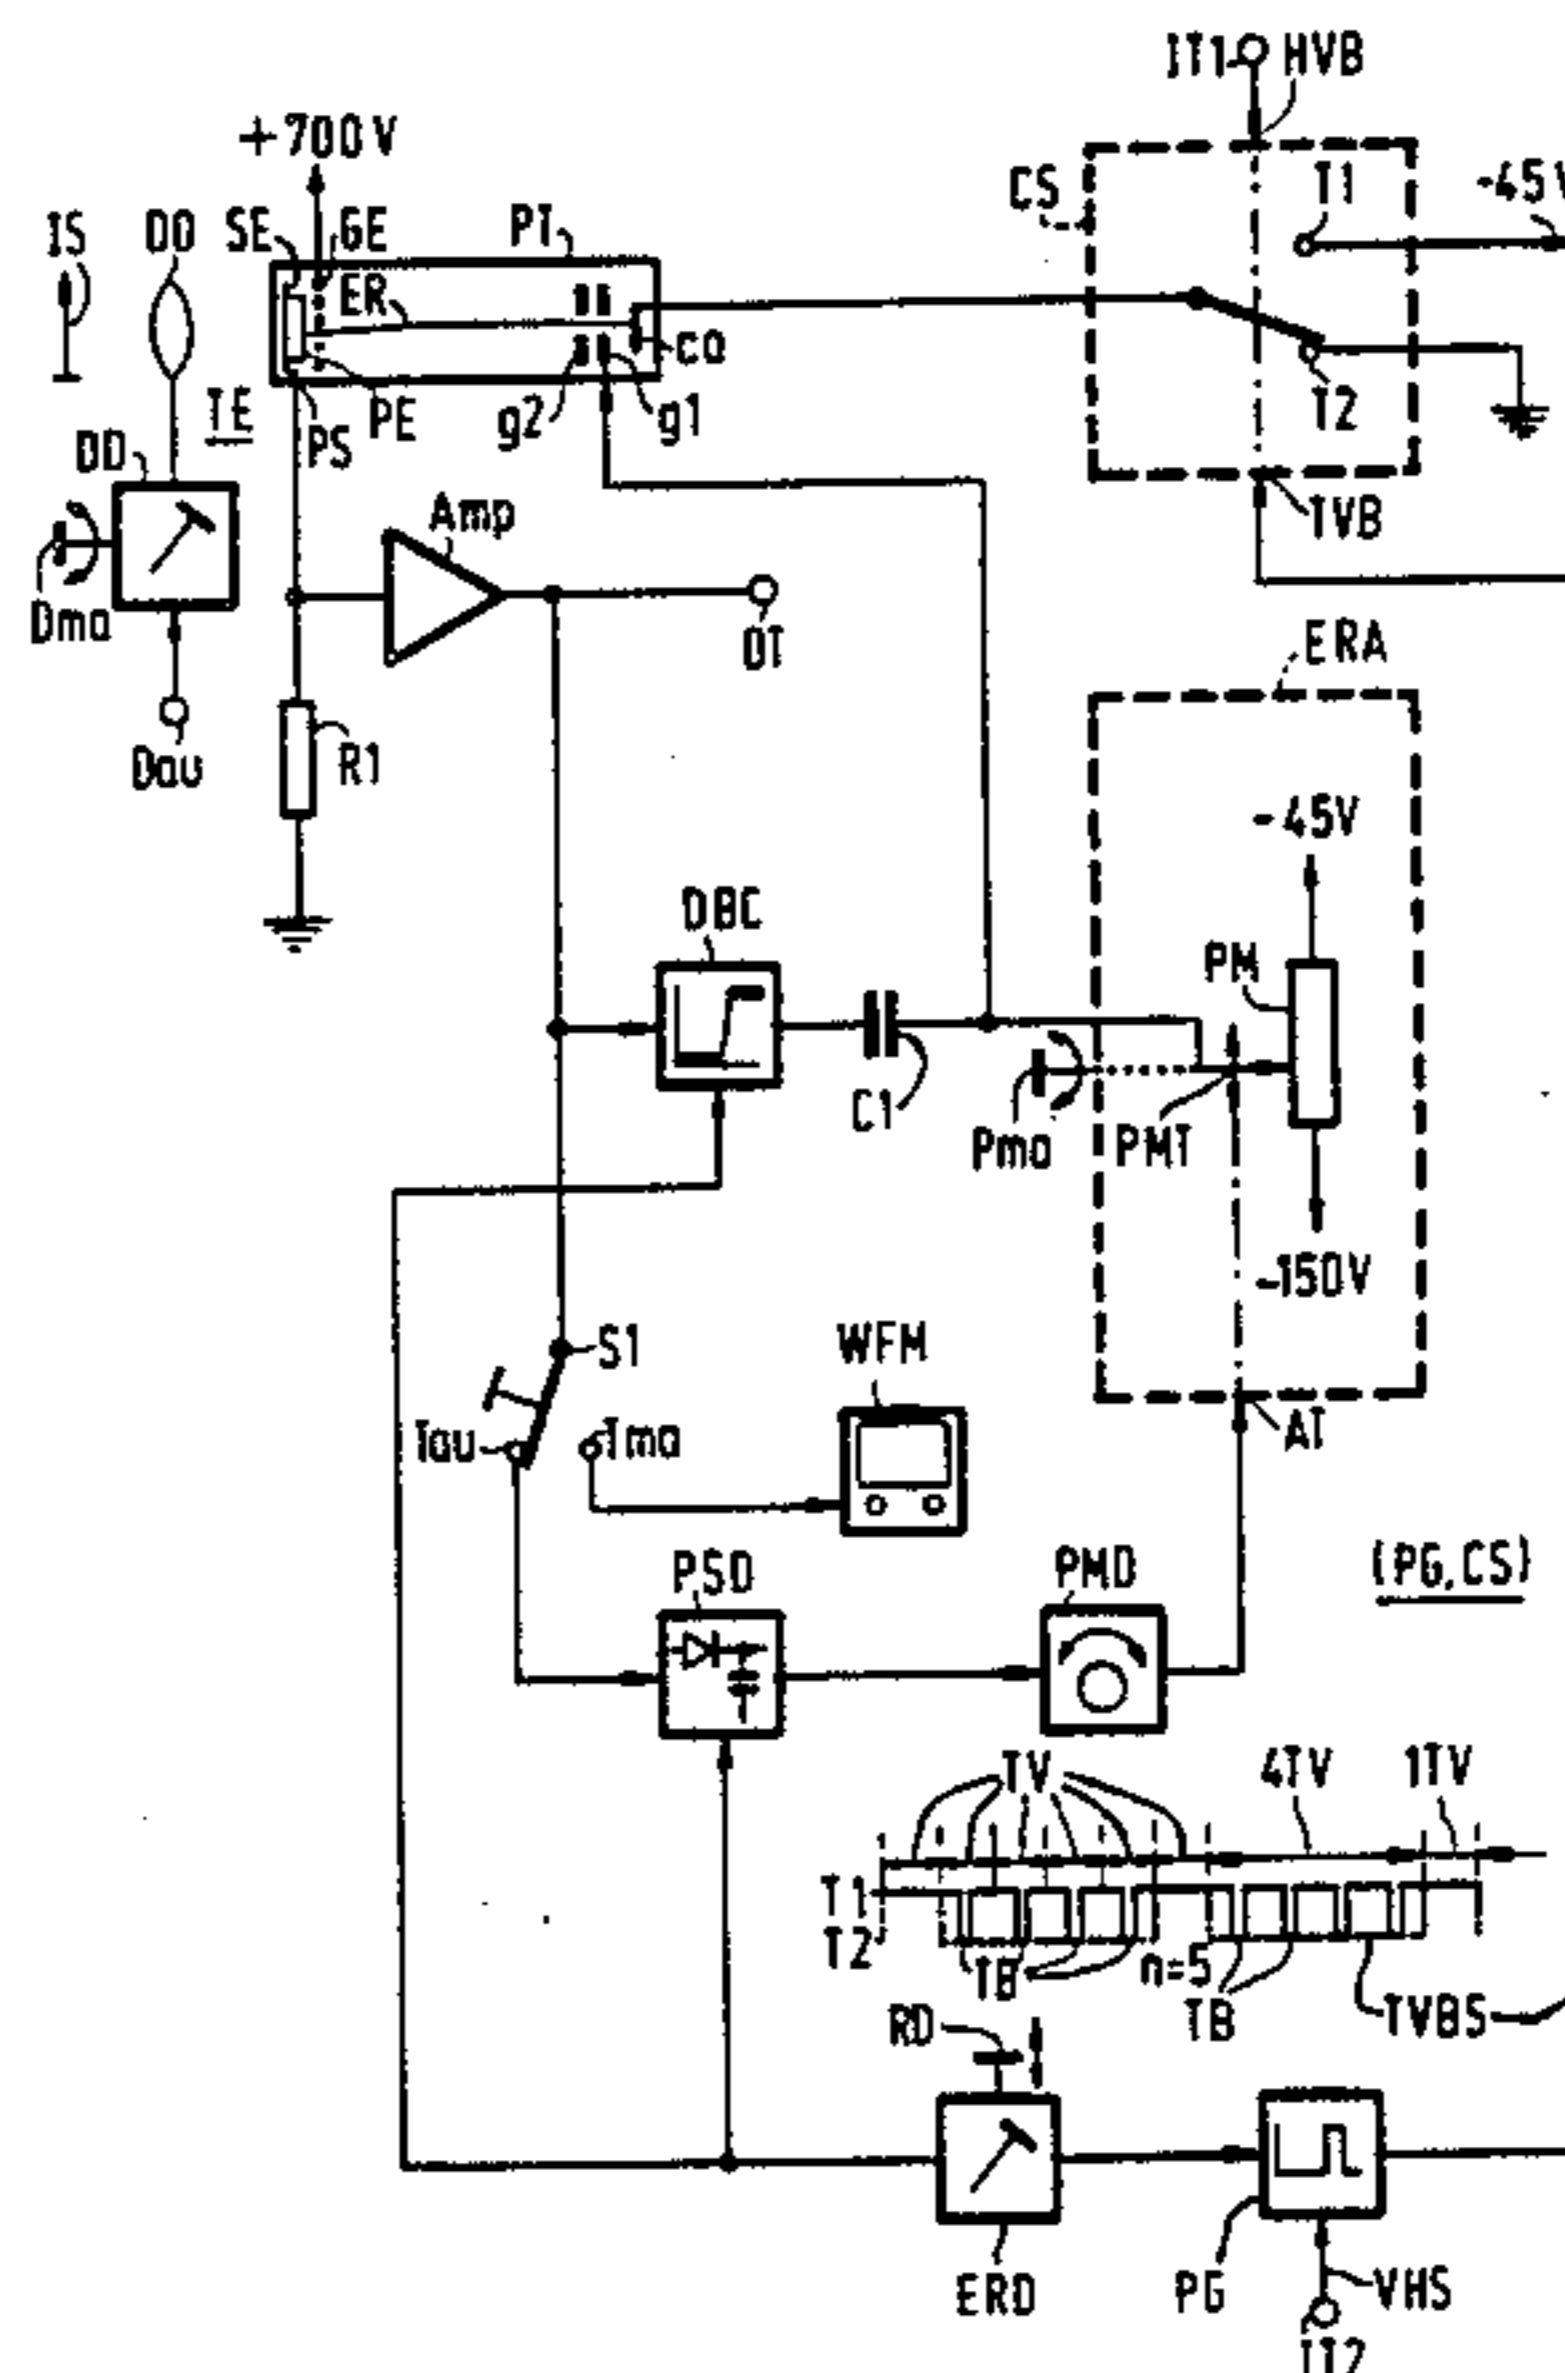 IT1 HVB
+700V
CS T1 -45V
IS DO SE GE PT
ER
ca
g2 g1 T2
TE PE
DD PS
TVB
Amp
Dma OT
ERA
Dau R1
-45V
DBC
PM
C1
Pma PMT
-150V
S1 WFM
Tau Tma AT
PSD PMD (PG,CS)
TV 4TV 1TV
T1
T2
TB n=5
TB TVBS
RD
ERD PG VHS
IT2